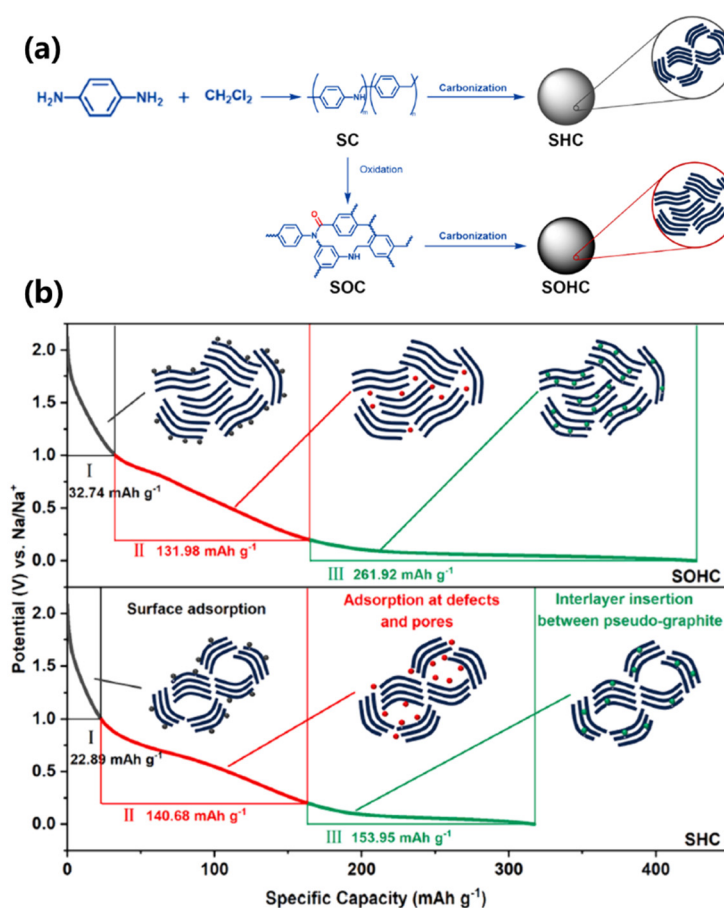 (a)
H₂N
NH₂ + CH₂Cl₂
NH
m
n
Carbonization
SC
SHC
Oxidation
O
N
NH
Carbonization
SOC
SOHC
(b)
Potential (V) vs. Na/Na⁺
2.0
1.5
1.0
I
32.74 mAh g⁻¹
0.5
II 131.98 mAh g⁻¹
0.0
III 261.92 mAh g⁻¹
SOHC
Surface adsorption
Adsorption at defects
and pores
Interlayer insertion
between pseudo-graphite
2.0
1.5
1.0
I
22.89 mAh g⁻¹
0.5
II 140.68 mAh g⁻¹
0.0
III 153.95 mAh g⁻¹
SHC
0 100 200 300 400
Specific Capacity (mAh g⁻¹)